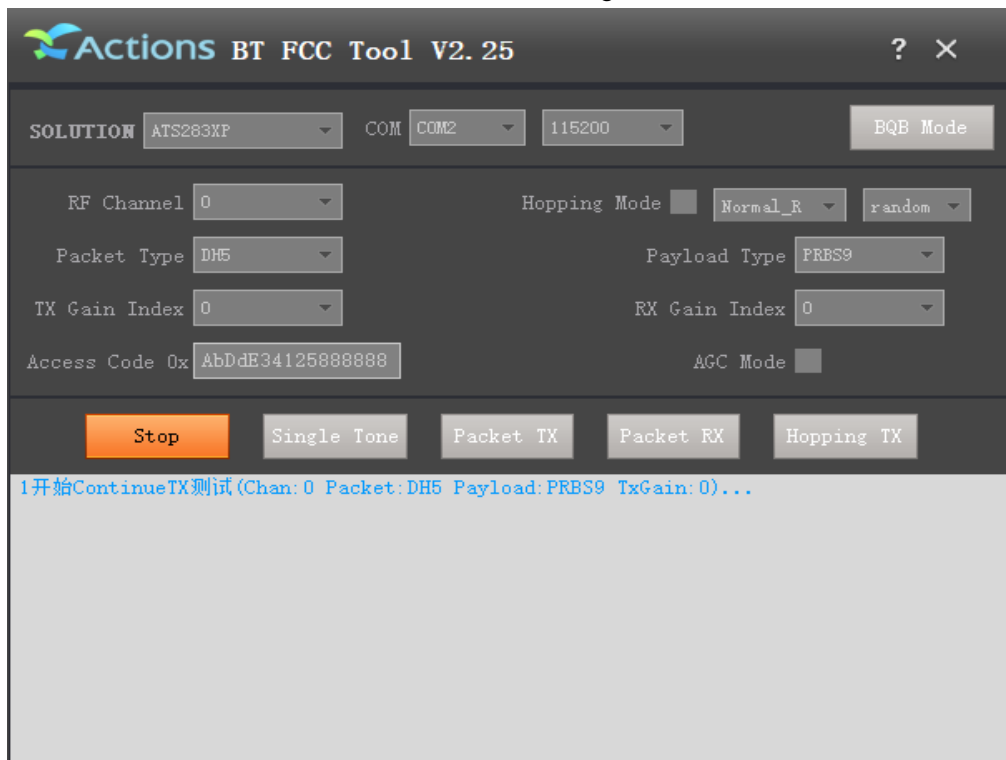 Actions BT FCC Tool V2.25 ? ×
SOLUTION ATS283XP COM COM2 115200 BQB Mode
RF Channel 0 Hopping Mode Normal_R random
Packet Type DH5 Payload Type PRBS9
TX Gain Index 0 RX Gain Index 0
Access Code 0x AbDdE34125888888 AGC Mode
Stop Single Tone Packet TX Packet RX Hopping TX
1开始ContinueTX测试(Chan:0 Packet:DH5 Payload:PRBS9 TxGain:0)...